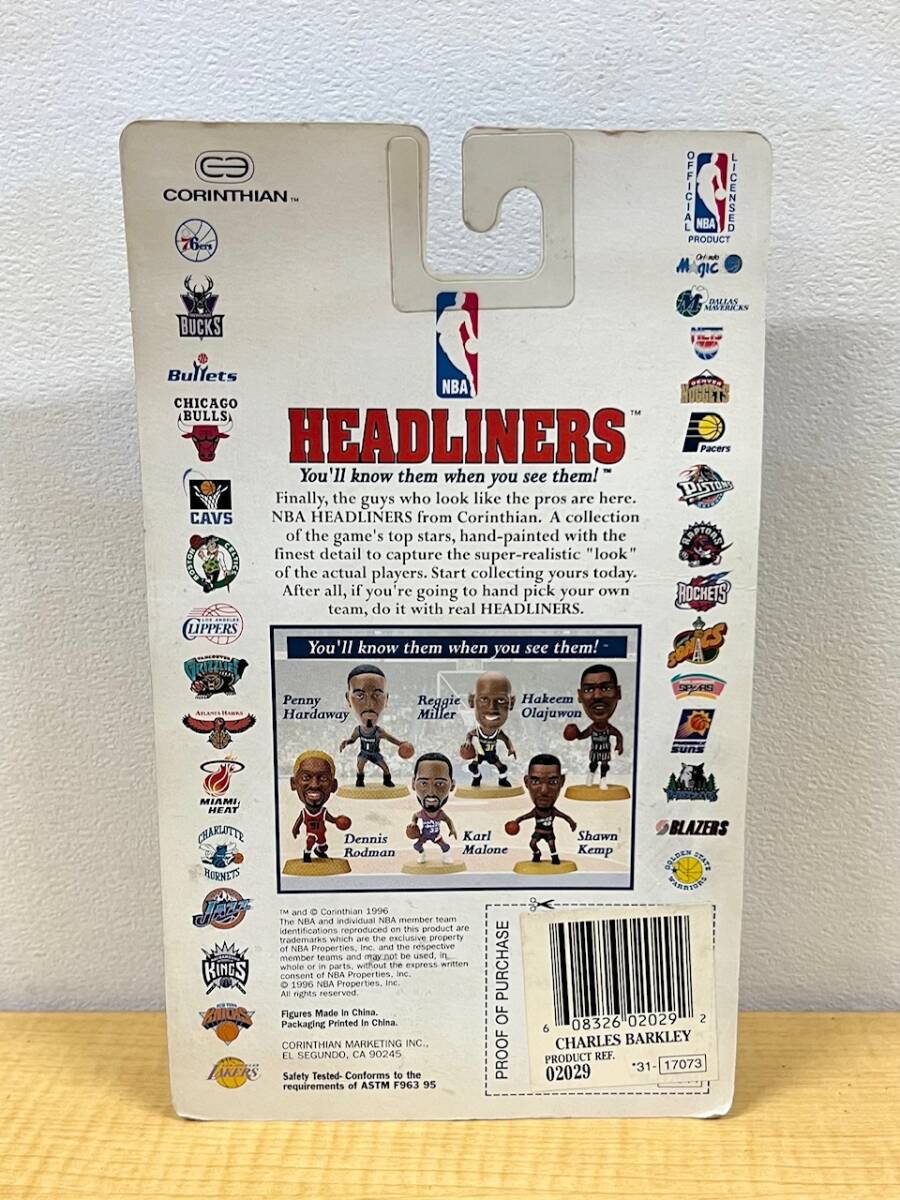 CORINTHIAN™
76ers
BUCKS
Bullets
CHICAGO
BULLS
CAVS
BOSTON CELTICS
LOS ANGELES
CLIPPERS
VANCOUVER
GRIZZLIES
ATLANTA HAWKS
MIAMI
HEAT
CHARLOTTE
HORNETS
JAZZ
KINGS
NEW YORK
KNICKS
LAKERS
OFFICIAL
LICENSED
NBA
PRODUCT
Orlando
Magic
DALLAS
MAVERICKS
NETS
DENVER
NUGGETS
Pacers
PISTONS
RAPTORS
ROCKETS
SONICS
SPURS
PHOENIX
SUNS
BLAZERS
GOLDEN STATE
WARRIORS
NBA
HEADLINERS™
You'll know them when you see them!™
Finally, the guys who look like the pros are here.
NBA HEADLINERS from Corinthian. A collection
of the game's top stars, hand-painted with the
finest detail to capture the super-realistic "look"
of the actual players. Start collecting yours today.
After all, if you're going to hand pick your own
team, do it with real HEADLINERS.
You'll know them when you see them!™
Penny
Hardaway
Reggie
Miller
Hakeem
Olajuwon
Dennis
Rodman
Karl
Malone
Shawn
Kemp
TM and © Corinthian 1996
The NBA and individual NBA member team
identifications reproduced on this product are
trademarks which are the exclusive property
of NBA Properties, Inc. and the respective
member teams and may not be used, in
whole or in parts, without the express written
consent of NBA Properties, Inc.
© 1996 NBA Properties, Inc.
All rights reserved.
Figures Made In China.
Packaging Printed In China.
CORINTHIAN MARKETING INC.,
EL SEGUNDO, CA 90245
Safety Tested- Conforms to the
requirements of ASTM F963 95
PROOF OF PURCHASE
6 08326 02029 2
CHARLES BARKLEY
PRODUCT REF.
02029
*31- 17073